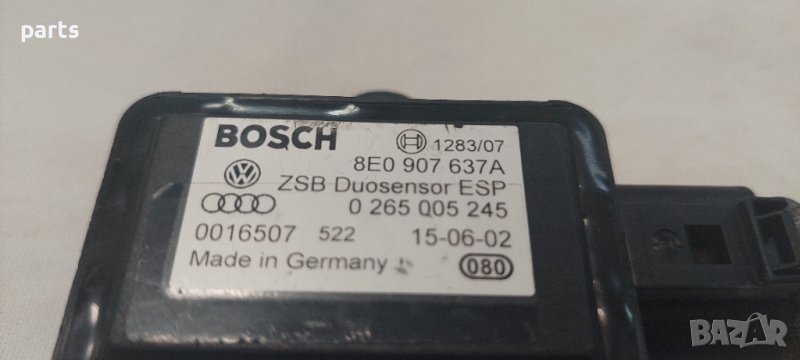 parts
BOSCH 1283/07
8E0 907 637A
ZSB Duosensor ESP
0 265 005 245
0016507 522 15-06-02
Made in Germany 080
BAZAR